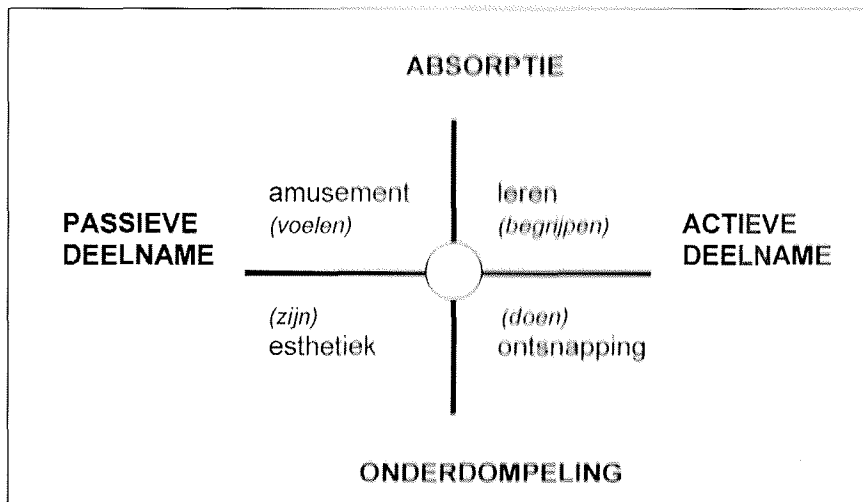 ABSORPTIE
amusement
(voelen)
leren
(begrijpen)
PASSIEVE
DEELNAME
ACTIEVE
DEELNAME
(zijn)
esthetiek
(doen)
ontsnapping
ONDERDOMPELING